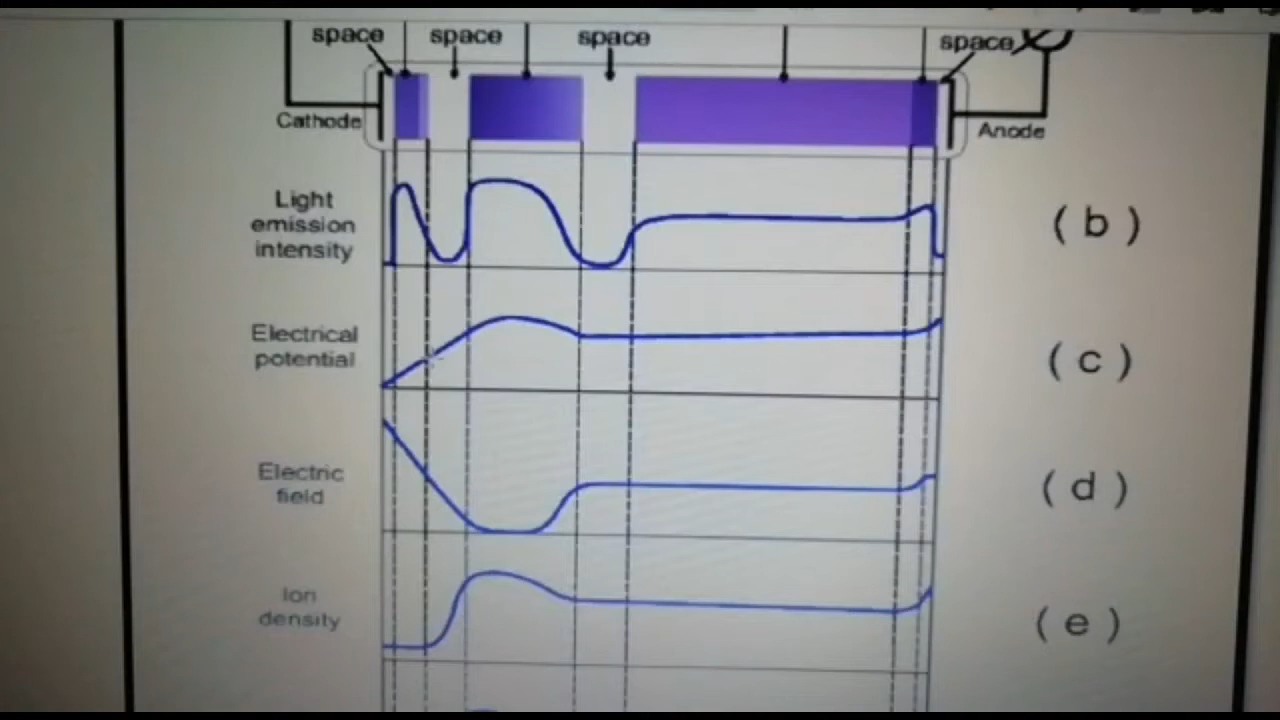 space space space space
Cathode
Anode
Light
emission
intensity
( b )
Electrical
potential
( c )
Electric
field
( d )
Ion
density
( e )